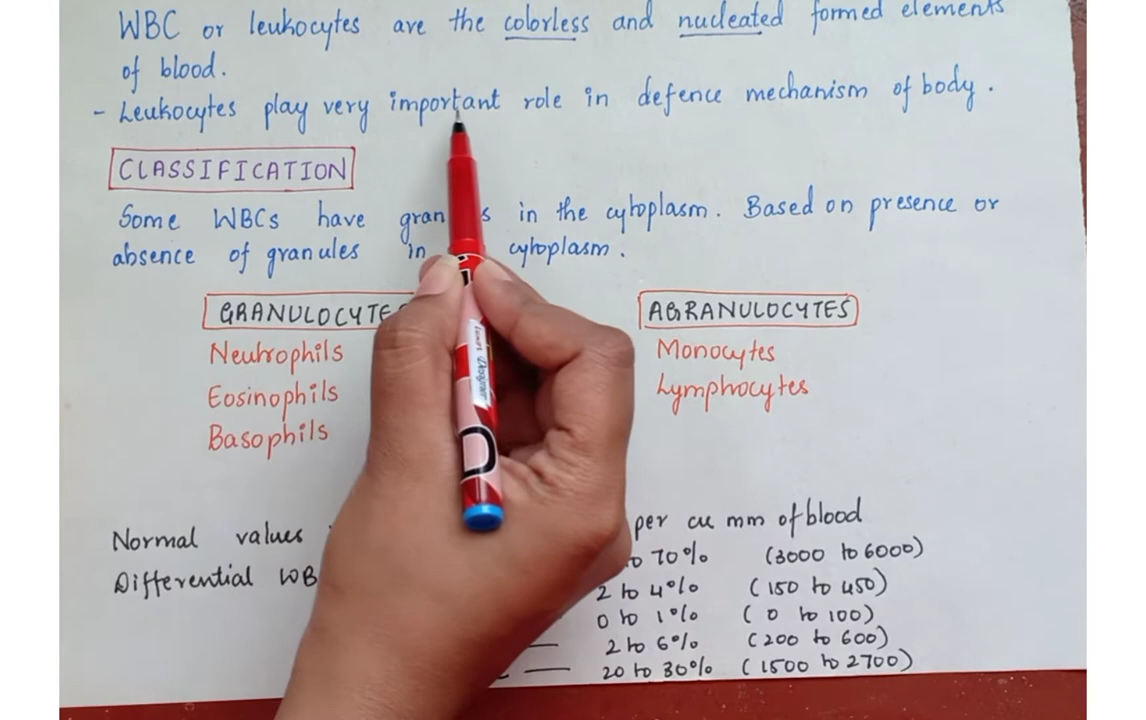 WBC or leukocytes are the colorless and nucleated formed elements
of blood.
- Leukocytes play very important role in defence mechanism of body.
CLASSIFICATION
Some WBCs have gran s in the cytoplasm. Based on presence or
absence of granules in cytoplasm.
GRANULOCYTE AGRANULOCYTES
Neutrophils Monocytes
Eosinophils Lymphocytes
Basophils
Normal values per cu mm of blood
Differential WB o 70% (3000 to 6000)
2 to 4% (150 to 450)
0 to 1% (0 to 100)
2 to 6% (200 to 600)
20 to 30% (1500 to 2700)